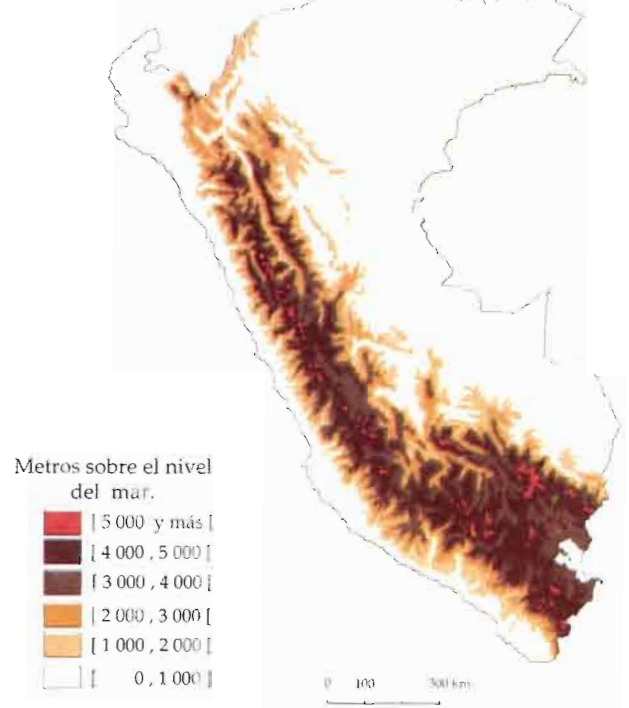 Metros sobre el nivel
del mar.
[ 5 000 y más [
[ 4 000 , 5 000 [
[ 3 000 , 4 000 [
[ 2 000 , 3 000 [
[ 1 000 , 2 000 [
[ 0 , 1 000 [
0 100 300 km